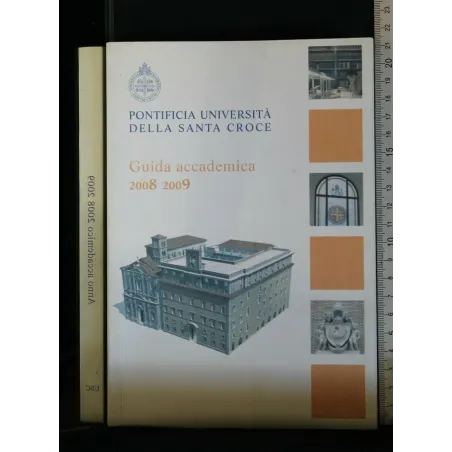 PONTIFICIA UNIVERSITÀ
DELLA SANTA CROCE
Guida accademica
2008 2009
Anno accademico 2008 2009